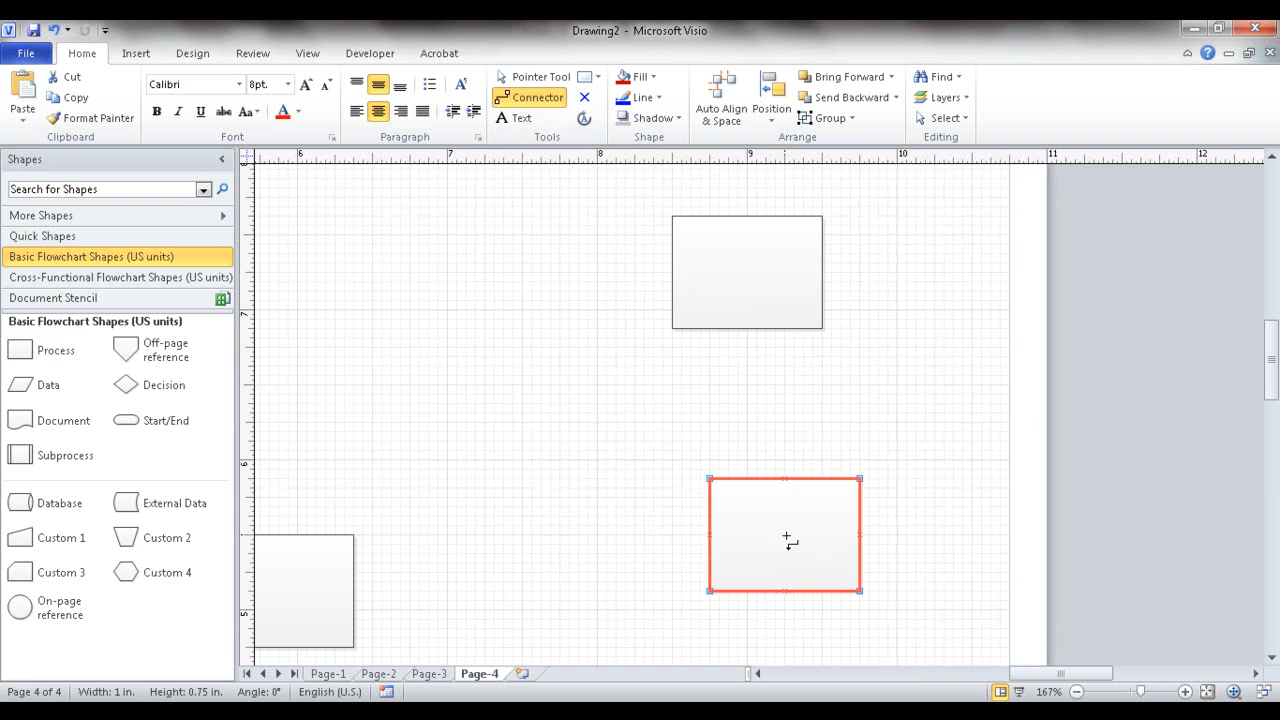 Drawing2 - Microsoft Visio
File Home Insert Design Review View Developer Acrobat
Paste
Cut
Copy
Format Painter
Clipboard
Calibri 8pt.
B I U abc Aa A
Font
Paragraph
Pointer Tool
Connector
Text
Tools
Fill
Line
Shadow
Shape
Auto Align & Space
Position
Bring Forward
Send Backward
Group
Arrange
Find
Layers
Select
Editing
Shapes
Search for Shapes
More Shapes
Quick Shapes
Basic Flowchart Shapes (US units)
Cross-Functional Flowchart Shapes (US units)
Document Stencil
Basic Flowchart Shapes (US units)
Process
Off-page reference
Data
Decision
Document
Start/End
Subprocess
Database
External Data
Custom 1
Custom 2
Custom 3
Custom 4
On-page reference
6 7 8 9 10 11 12
7
6
5
Page-1 Page-2 Page-3 Page-4
Page 4 of 4 Width: 1 in. Height: 0.75 in. Angle: 0° English (U.S.) 167%